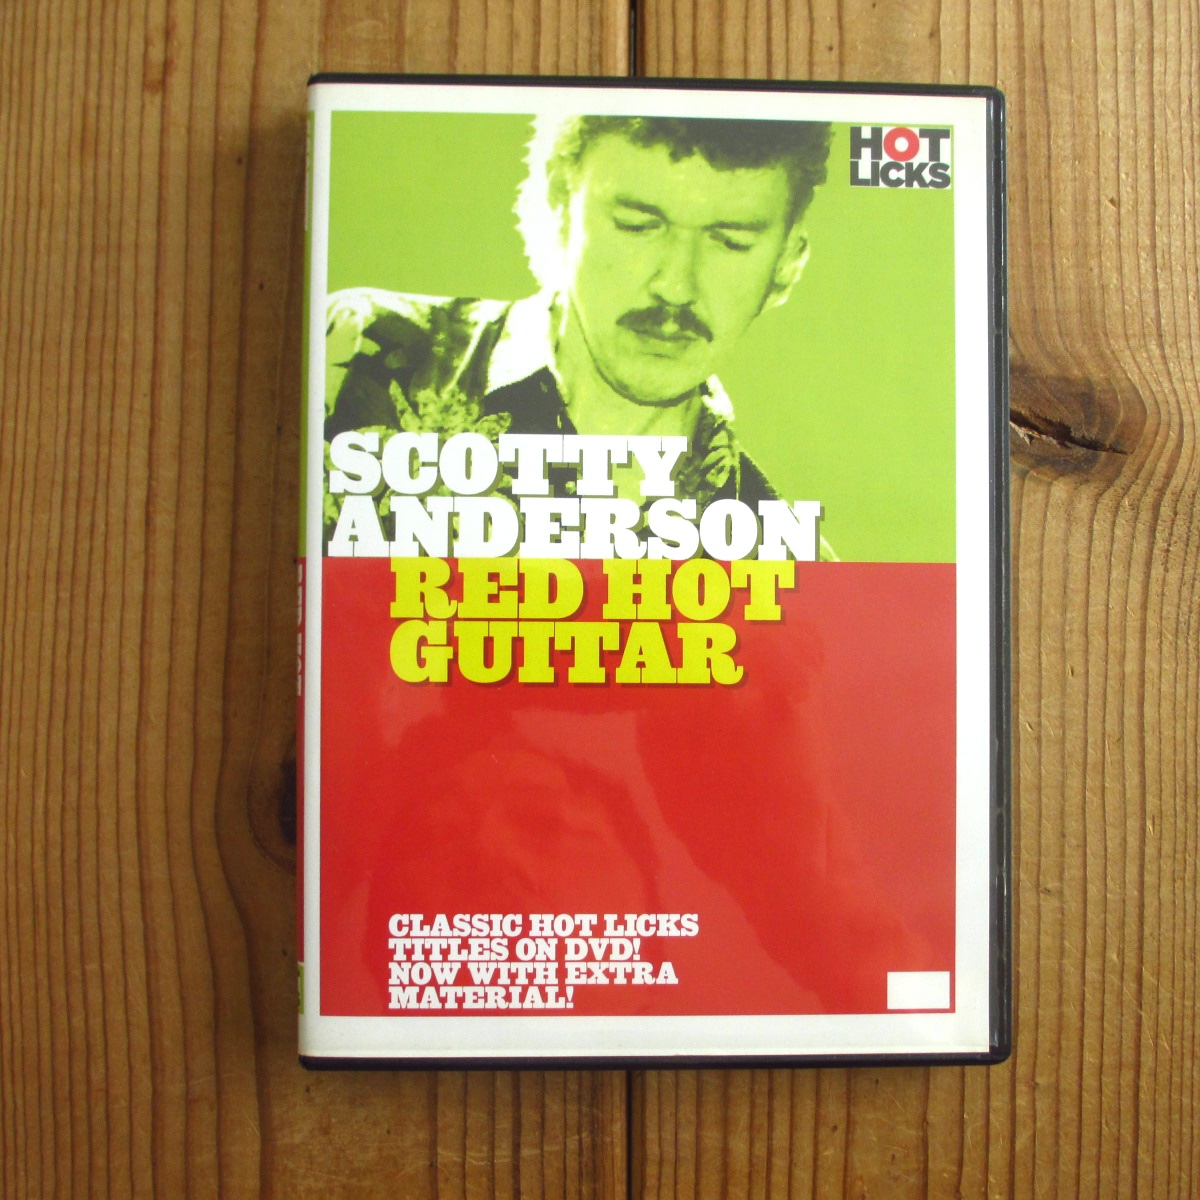 HOT
LICKS
SCOTTY
ANDERSON
RED HOT
GUITAR
CLASSIC HOT LICKS
TITLES ON DVD!
NOW WITH EXTRA
MATERIAL!